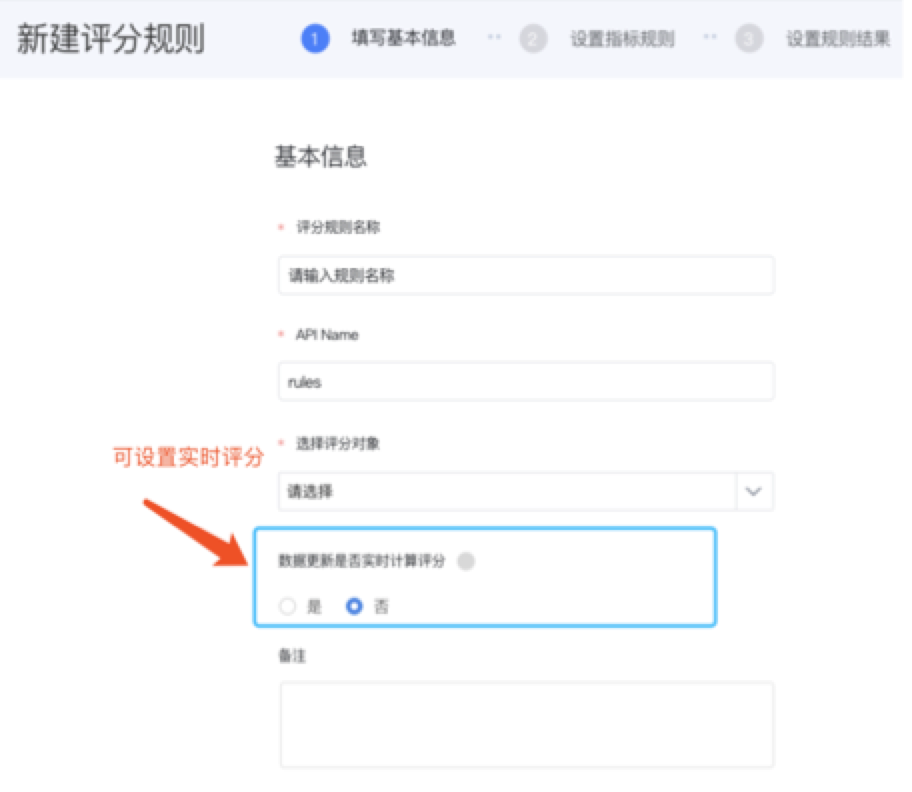 新建评分规则 1 填写基本信息 2 设置指标规则 3 设置规则结果
基本信息
* 评分规则名称
请输入规则名称
* API Name
rules
可设置实时评分
* 选择评分对象
请选择
数据更新是否实时计算评分
是 否
备注